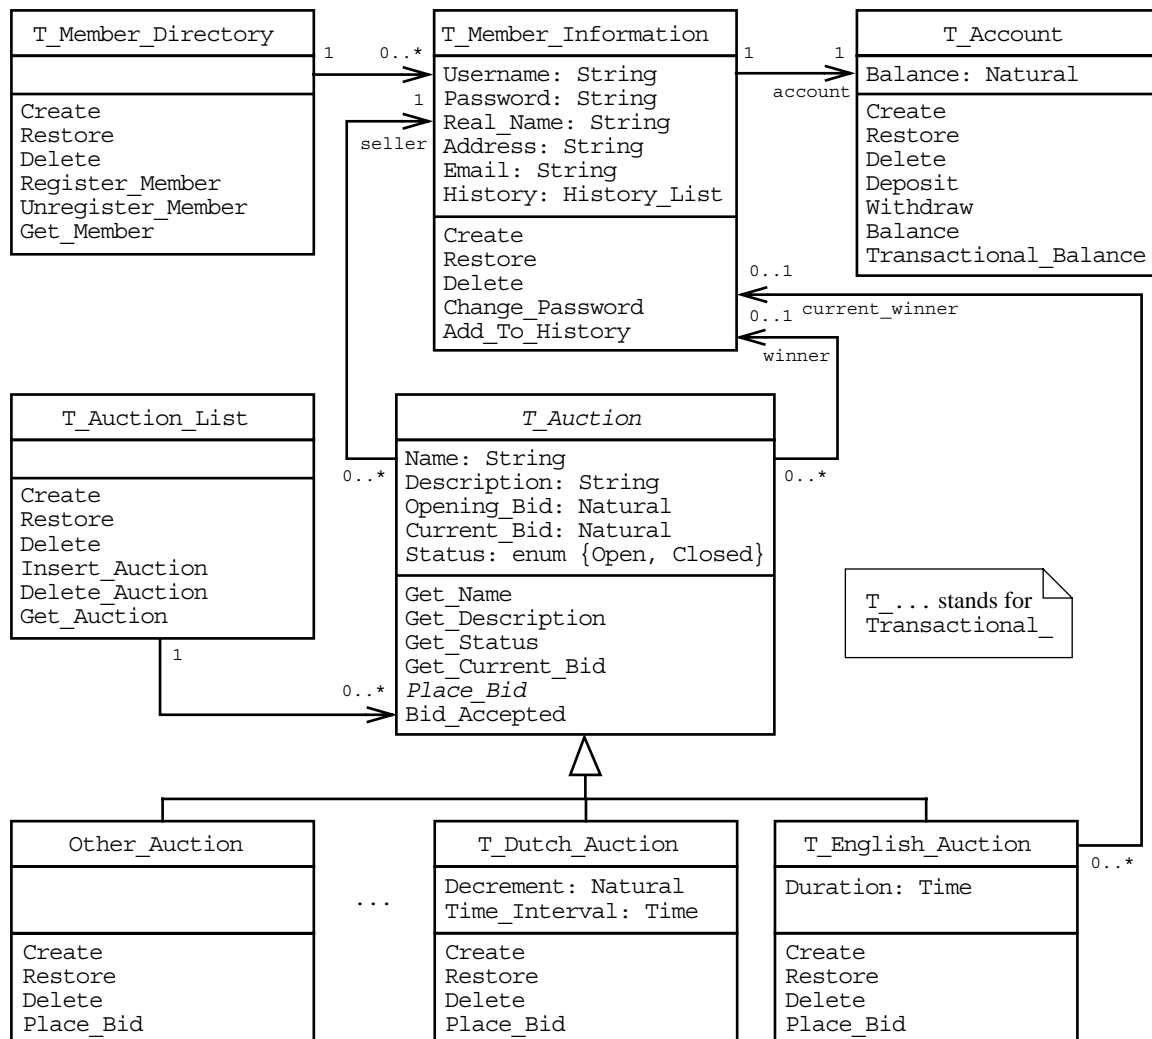 T_Member_Directory
Create
Restore
Delete
Register_Member
Unregister_Member
Get_Member
1
0..*
T_Member_Information
Username: String
Password: String
Real_Name: String
Address: String
Email: String
History: History_List
Create
Restore
Delete
Change_Password
Add_To_History
1
1
account
T_Account
Balance: Natural
Create
Restore
Delete
Deposit
Withdraw
Balance
Transactional_Balance
1
seller
0..1
current_winner
0..1
winner
T_Auction_List
Create
Restore
Delete
Insert_Auction
Delete_Auction
Get_Auction
1
0..*
0..*
T_Auction
Name: String
Description: String
Opening_Bid: Natural
Current_Bid: Natural
Status: enum {Open, Closed}
Get_Name
Get_Description
Get_Status
Get_Current_Bid
Place_Bid
Bid_Accepted
0..*
T_... stands for
Transactional_
Other_Auction
Create
Restore
Delete
Place_Bid
...
T_Dutch_Auction
Decrement: Natural
Time_Interval: Time
Create
Restore
Delete
Place_Bid
T_English_Auction
Duration: Time
Create
Restore
Delete
Place_Bid
0..*